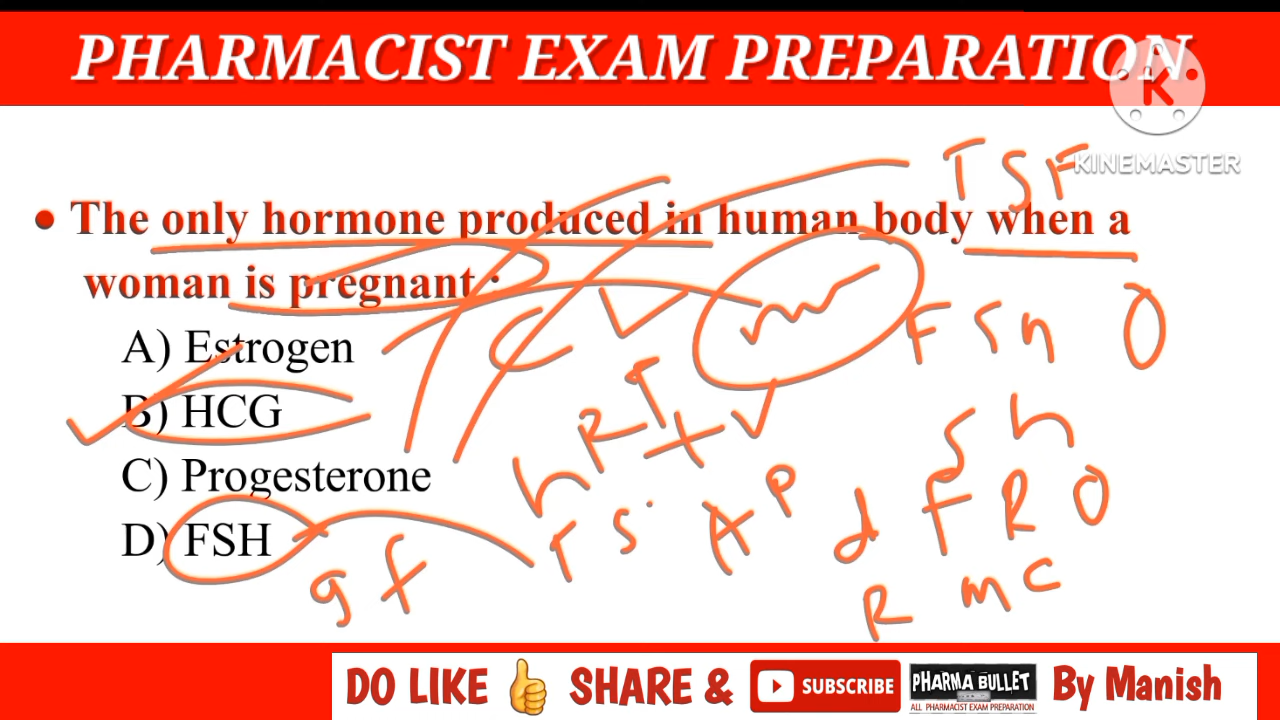 PHARMACIST EXAM PREPARATION
K
KINEMASTER
T S F
• The only hormone produced in human body when a
woman is pregnant :
A) Estrogen
B) HCG
C) Progesterone
D) FSH
F S h O
h R T
S h
T S A P
d F R O
g f
R m C
DO LIKE 👍 SHARE & SUBSCRIBE PHARMA BULLET By Manish
ALL PHARMACIST EXAM PREPARATION